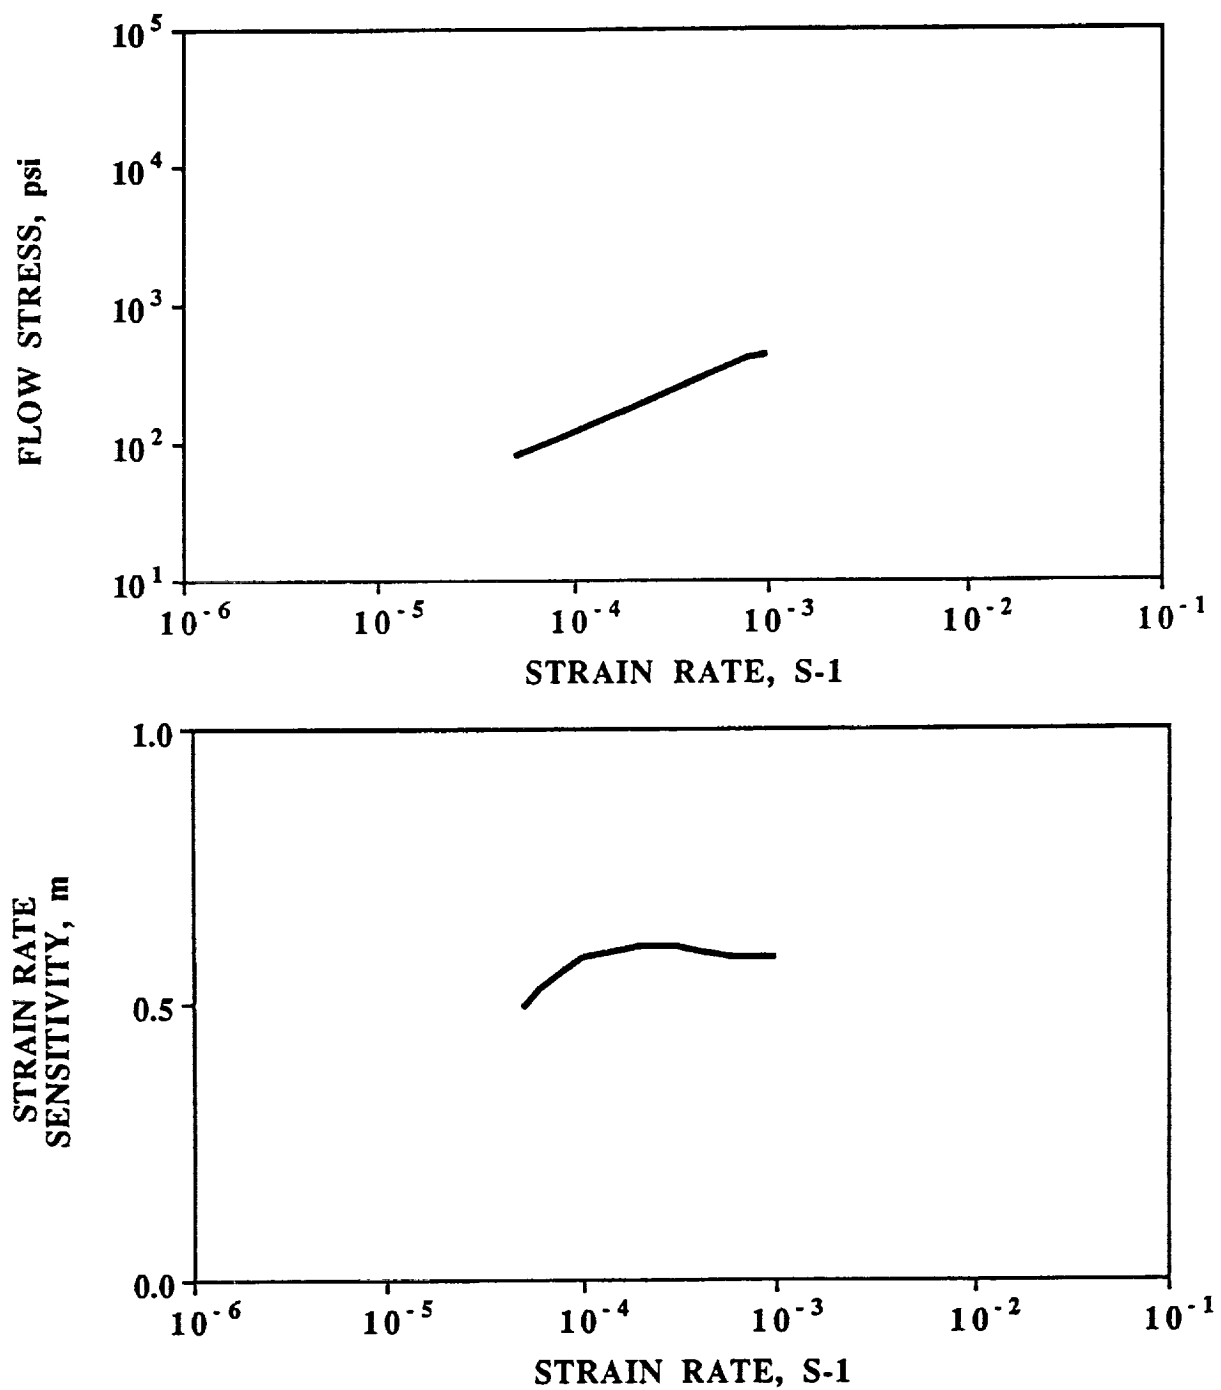 10^5
10^4
10^3
10^2
10^1
FLOW STRESS, psi
10^-6 10^-5 10^-4 10^-3 10^-2 10^-1
STRAIN RATE, S-1
1.0
0.5
0.0
STRAIN RATE
SENSITIVITY, m
10^-6 10^-5 10^-4 10^-3 10^-2 10^-1
STRAIN RATE, S-1